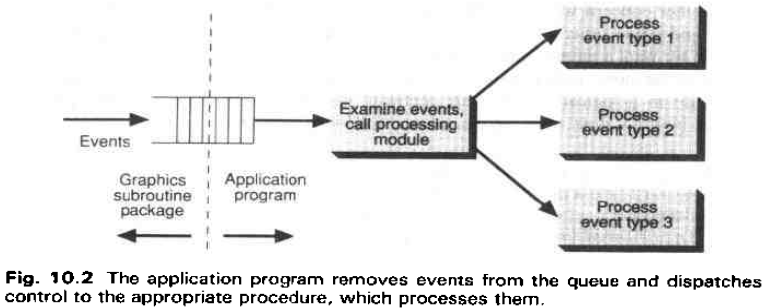 Process
event type 1
Events
Examine events,
call processing
module
Process
event type 2
Graphics
subroutine
package
Application
program
Process
event type 3
Fig. 10.2 The application program removes events from the queue and dispatches
control to the appropriate procedure, which processes them.